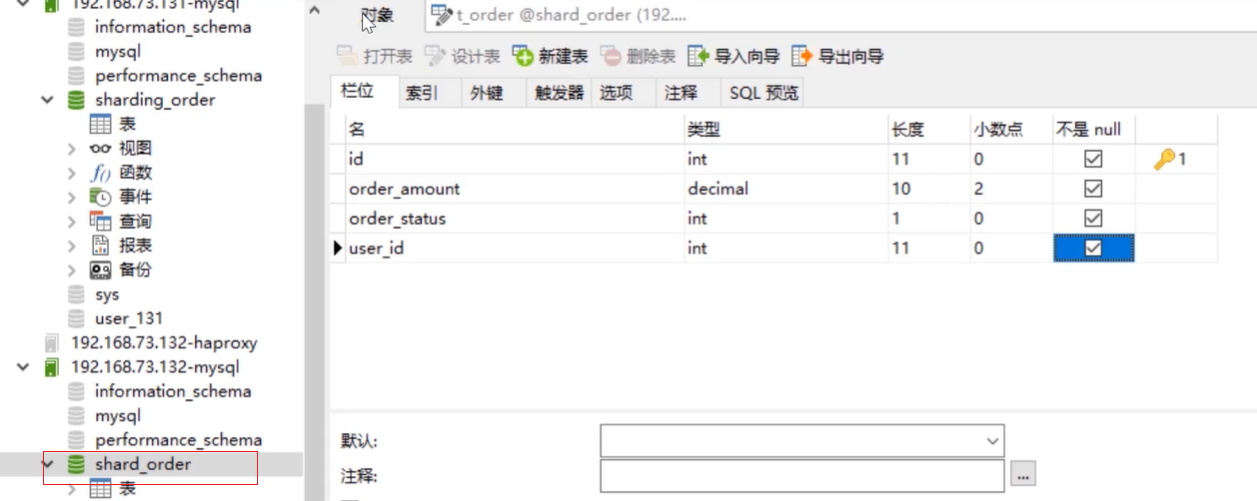 192.168.73.131-mysql
information_schema
mysql
performance_schema
sharding_order
表
视图
函数
事件
查询
报表
备份
sys
user_131
192.168.73.132-haproxy
192.168.73.132-mysql
information_schema
mysql
performance_schema
shard_order
表
对象 t_order @shard_order (192....
打开表 设计表 新建表 删除表 导入向导 导出向导
栏位 索引 外键 触发器 选项 注释 SQL 预览
名 类型 长度 小数点 不是 null
id int 11 0 1
order_amount decimal 10 2
order_status int 1 0
user_id int 11 0
默认:
注释: ...